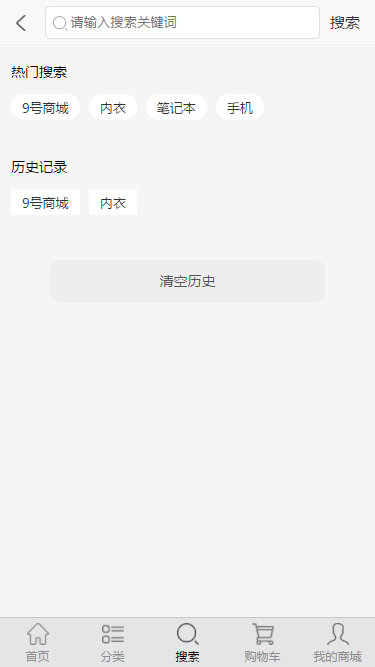 请输入搜索关键词 搜索
热门搜索
9号商城 内衣 笔记本 手机
历史记录
9号商城 内衣
清空历史
首页 分类 搜索 购物车 我的商城